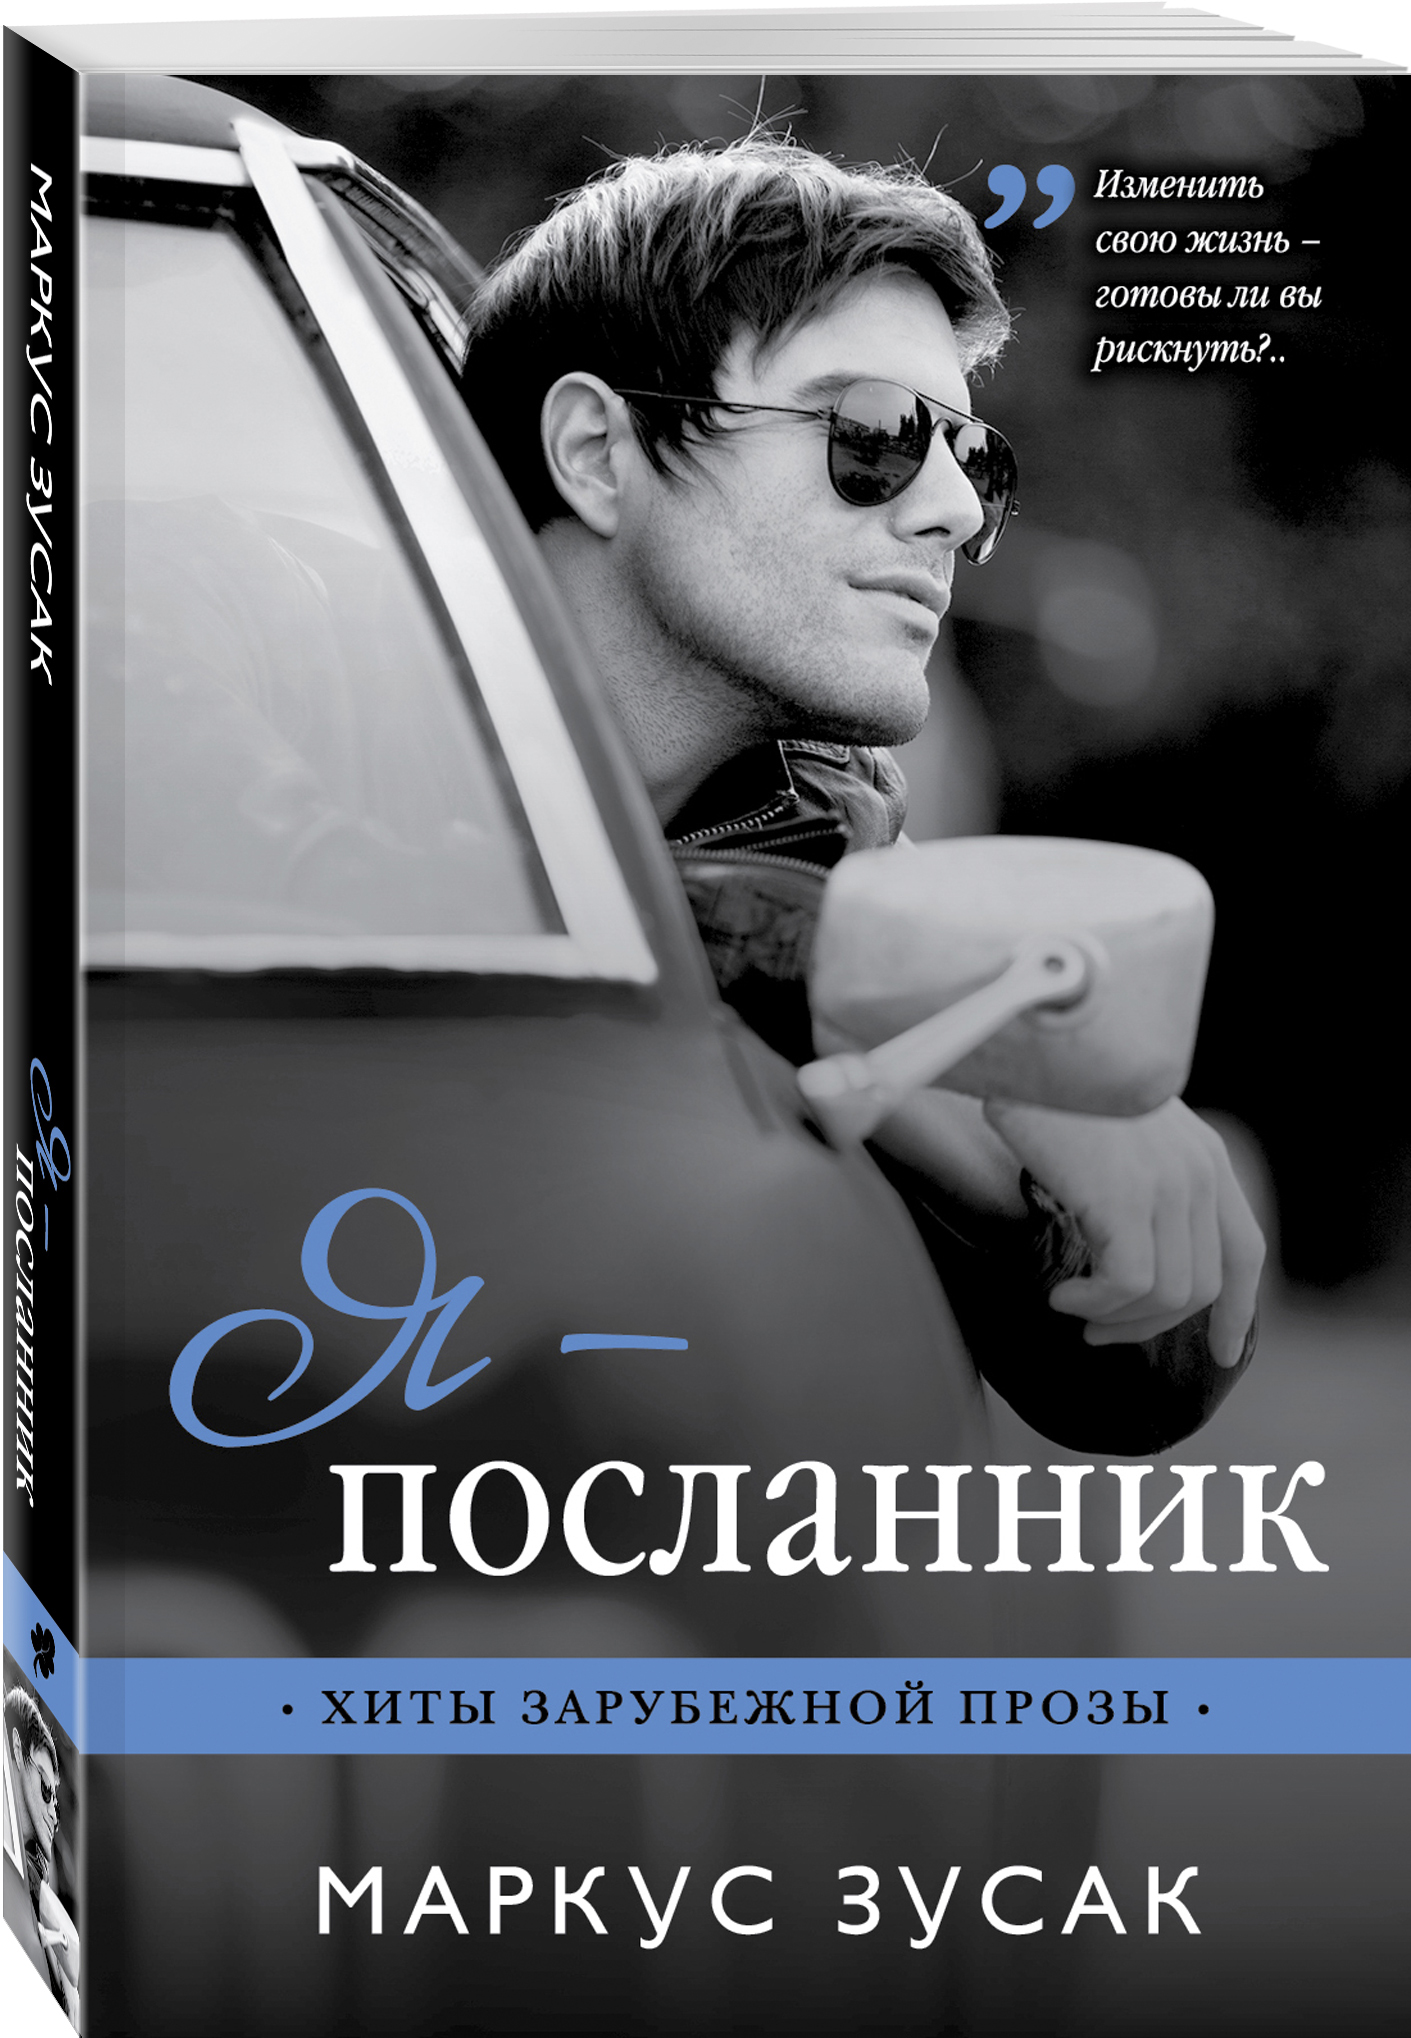 Изменить
свою жизнь –
готовы ли вы
рискнуть?..
Я –
посланник
• ХИТЫ ЗАРУБЕЖНОЙ ПРОЗЫ •
МАРКУС ЗУСАК
МАРКУС ЗУСАК
Я –
ПОСЛАННИК